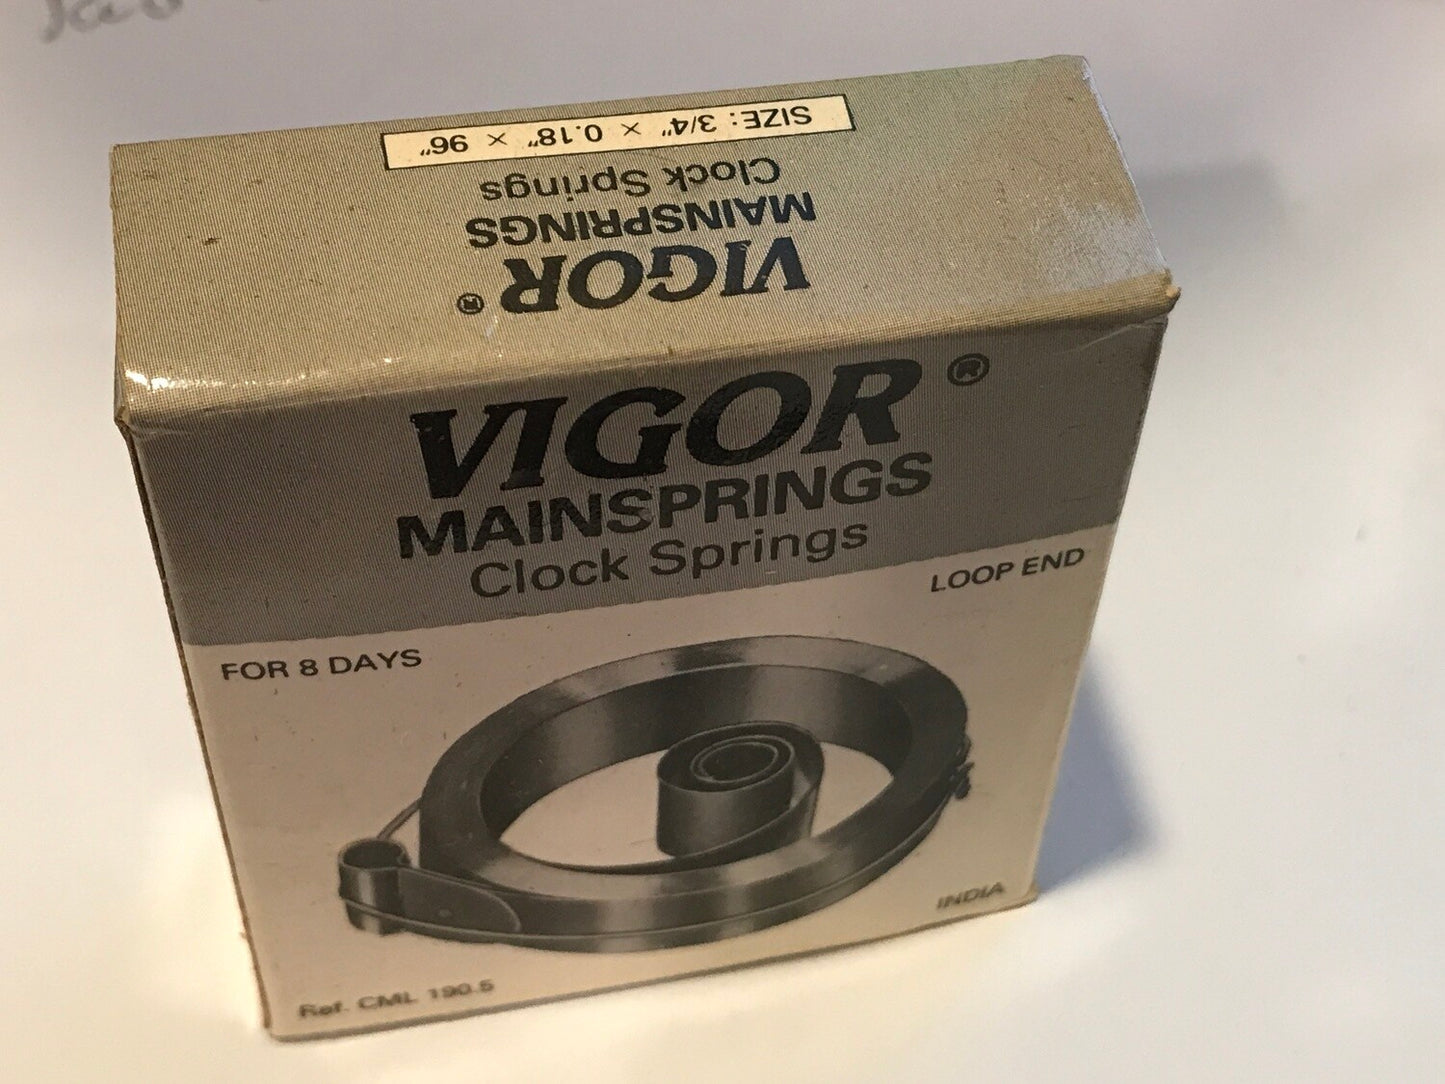 SIZE: 3/4" × 0.18" × 96"
Clock Springs
MAINSPRINGS
VIGOR ®
VIGOR ®
MAINSPRINGS
Clock Springs
LOOP END
FOR 8 DAYS
INDIA
Ref. CML 190.5